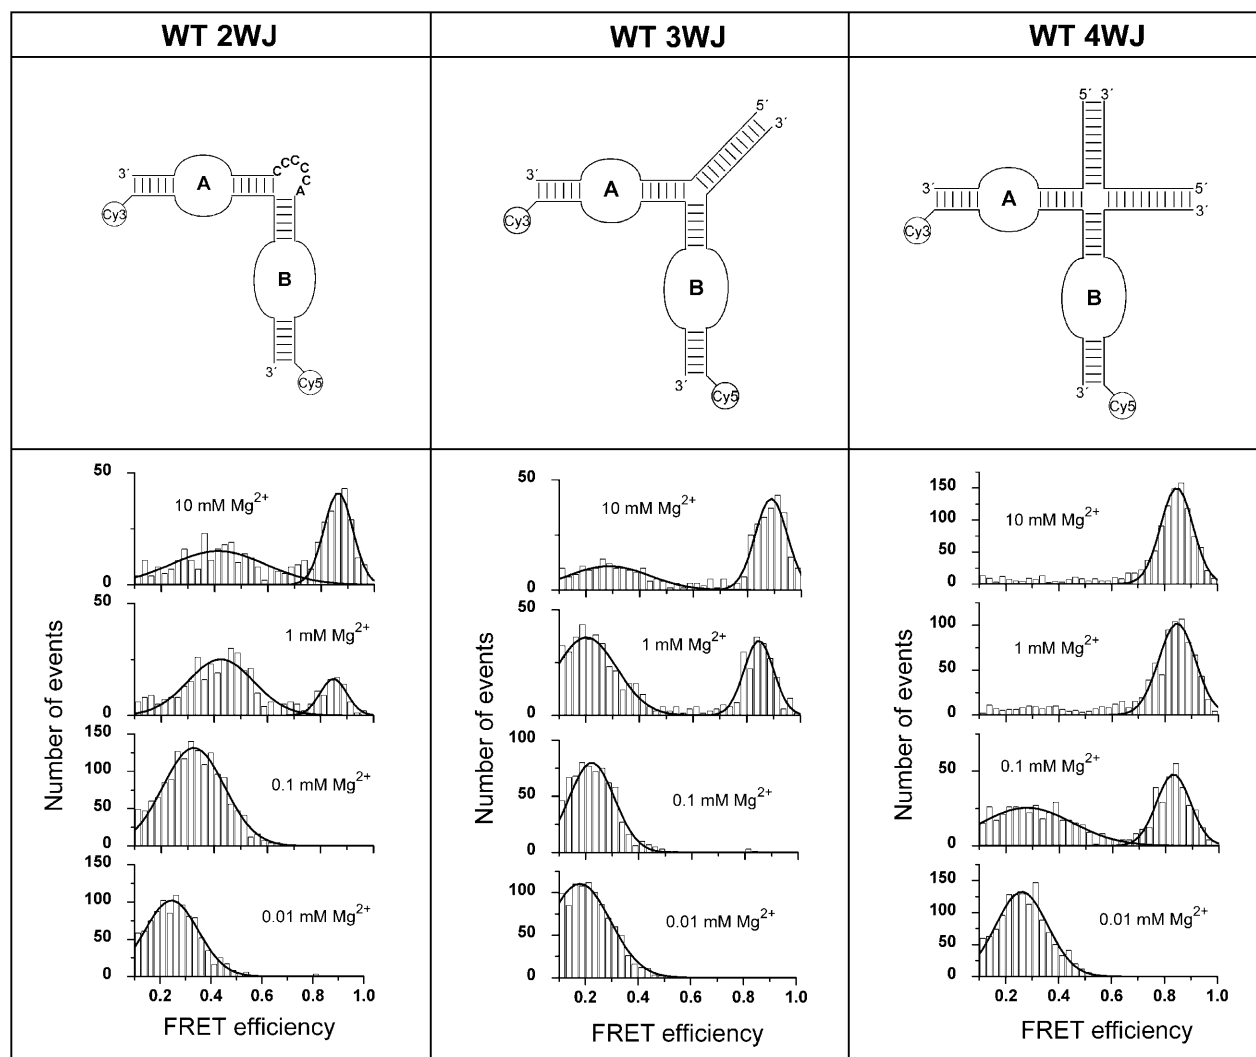 WT 2WJ
WT 3WJ
WT 4WJ
3´
A
C C C C C A
Cy3
B
3´
Cy5
5´
3´
3´
A
Cy3
B
3´
Cy5
5´ 3´
3´
A
5´
3´
Cy3
B
3´
Cy5
Number of events
50
0
10 mM Mg2+
50
0
1 mM Mg2+
150
100
50
0
0.1 mM Mg2+
150
100
50
0
0.01 mM Mg2+
0.2 0.4 0.6 0.8 1.0
FRET efficiency
Number of events
50
0
10 mM Mg2+
50
0
1 mM Mg2+
100
50
0
0.1 mM Mg2+
100
50
0
0.01 mM Mg2+
0.2 0.4 0.6 0.8 1.0
FRET efficiency
Number of events
150
100
50
0
10 mM Mg2+
100
50
0
1 mM Mg2+
50
0
0.1 mM Mg2+
150
100
50
0
0.01 mM Mg2+
0.2 0.4 0.6 0.8 1.0
FRET efficiency